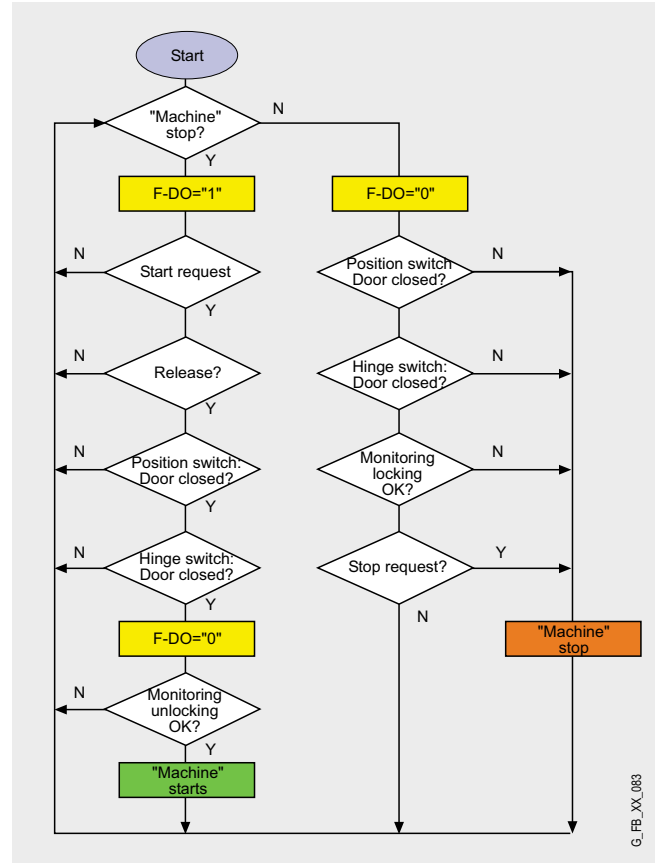 Start
"Machine"
stop?
N
Y
F-DO="1"
F-DO="0"
N
Start request
Y
Position switch
Door closed?
N
N
Release?
Y
Hinge switch:
Door closed?
N
N
Position switch:
Door closed?
Y
Monitoring
locking
OK?
N
N
Hinge switch:
Door closed?
Y
Stop request?
Y
N
F-DO="0"
"Machine"
stop
N
Monitoring
unlocking
OK?
Y
"Machine"
starts
G_FB_XX_083